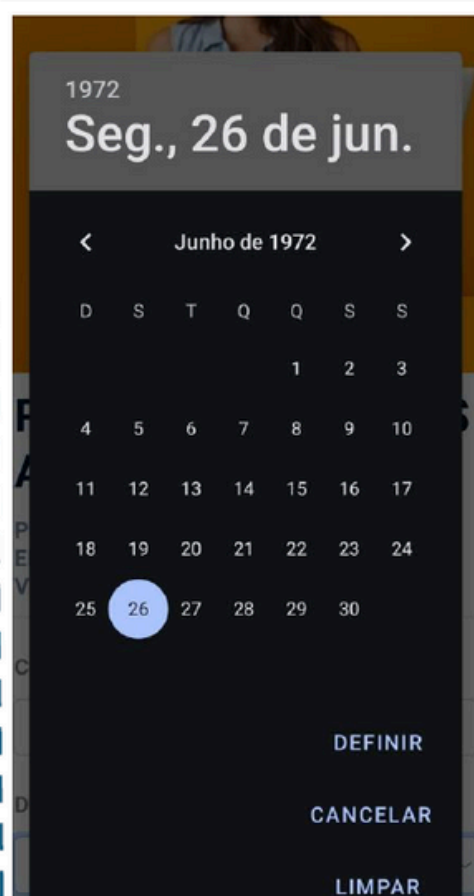 1972
Seg., 26 de jun.
Junho de 1972
D S T Q Q S S
1 2 3
4 5 6 7 8 9 10
11 12 13 14 15 16 17
18 19 20 21 22 23 24
25 26 27 28 29 30
DEFINIR
CANCELAR
LIMPAR